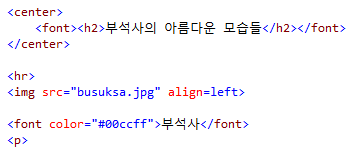 <center>
<font><h2>부석사의 아름다운 모습들</h2></font>
</center>
<hr>
<img src="busuksa.jpg" align=left>
<font color="#00ccff">부석사</font>
<p>